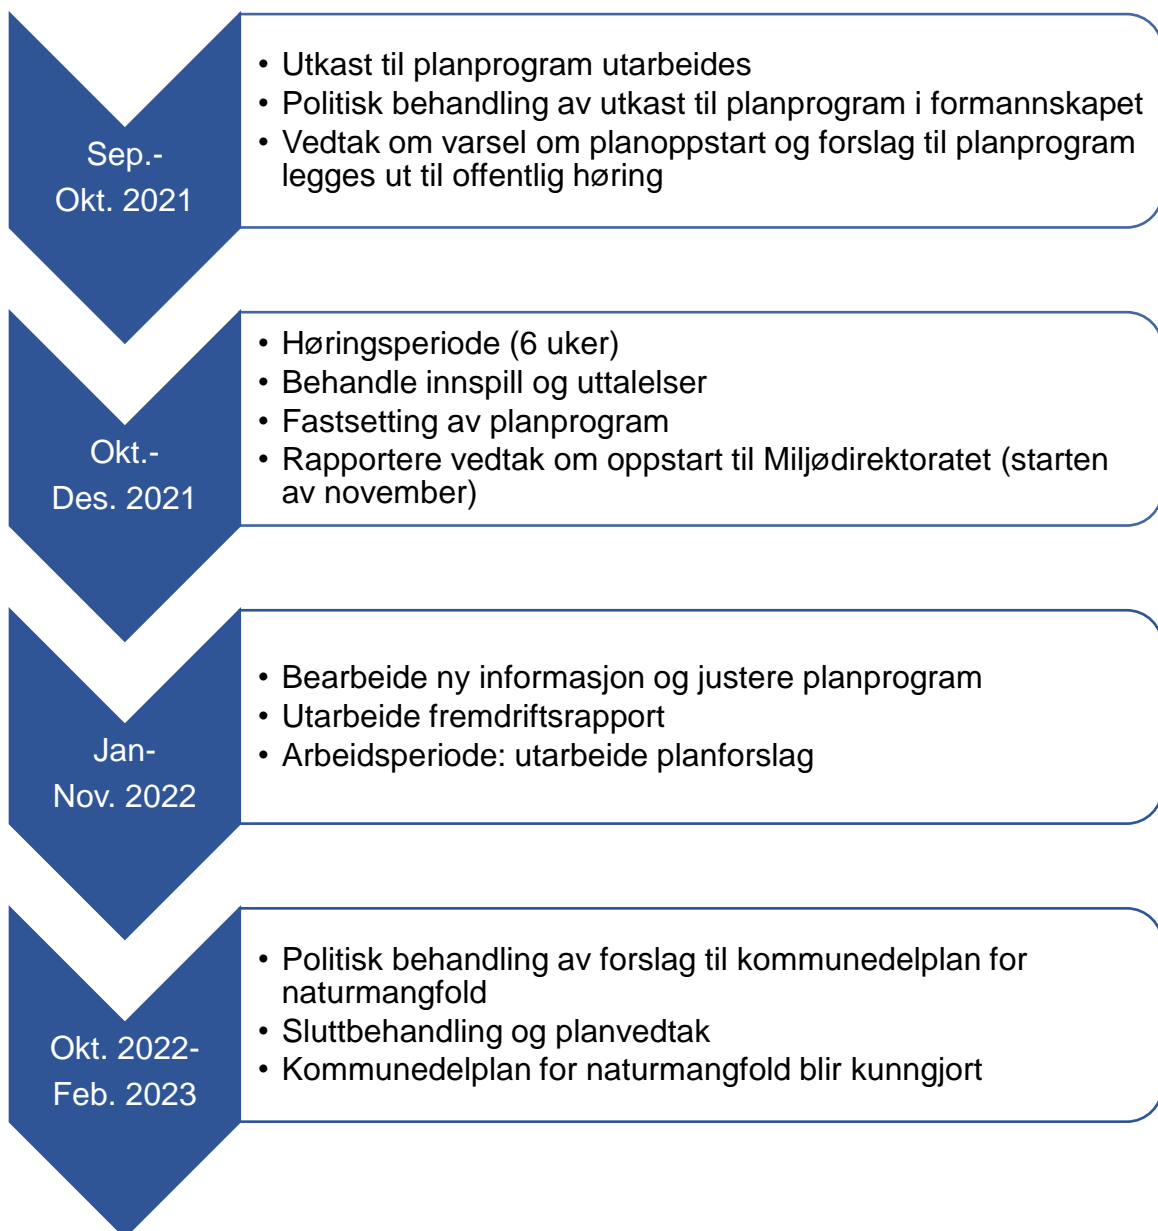 Sep.-
Okt. 2021
• Utkast til planprogram utarbeides
• Politisk behandling av utkast til planprogram i formannskapet
• Vedtak om varsel om planoppstart og forslag til planprogram
legges ut til offentlig høring
Okt.-
Des. 2021
• Høringsperiode (6 uker)
• Behandle innspill og uttalelser
• Fastsetting av planprogram
• Rapportere vedtak om oppstart til Miljødirektoratet (starten
av november)
Jan-
Nov. 2022
• Bearbeide ny informasjon og justere planprogram
• Utarbeide fremdriftsrapport
• Arbeidsperiode: utarbeide planforslag
Okt. 2022-
Feb. 2023
• Politisk behandling av forslag til kommunedelplan for
naturmangfold
• Sluttbehandling og planvedtak
• Kommunedelplan for naturmangfold blir kunngjort